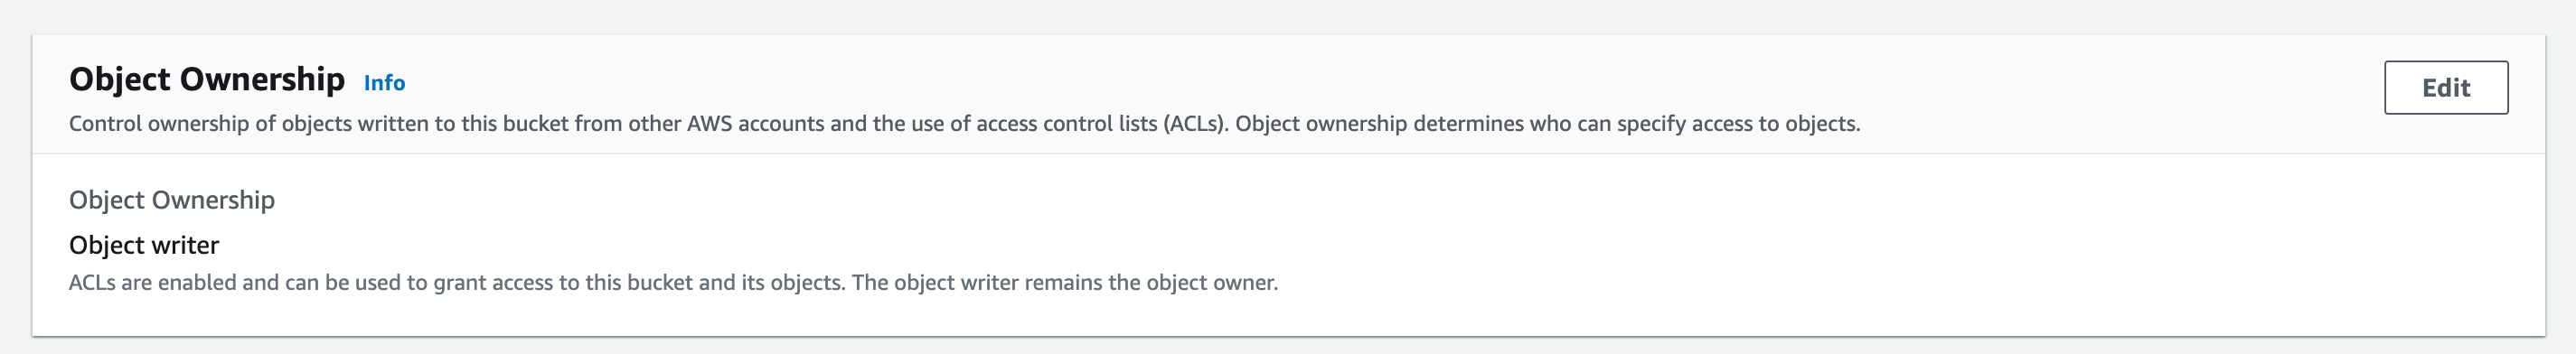 Object Ownership Info
Edit
Control ownership of objects written to this bucket from other AWS accounts and the use of access control lists (ACLs). Object ownership determines who can specify access to objects.
Object Ownership
Object writer
ACLs are enabled and can be used to grant access to this bucket and its objects. The object writer remains the object owner.